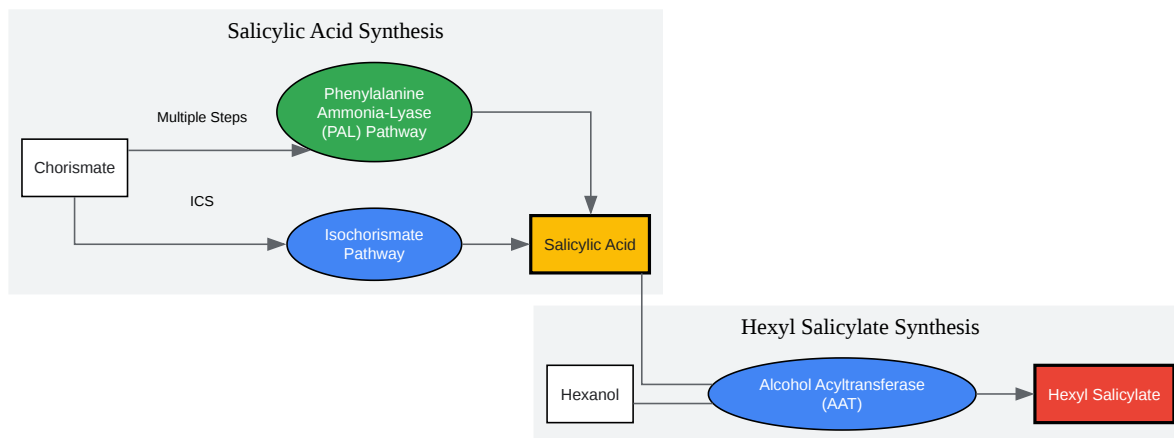 Salicylic Acid Synthesis
Phenylalanine
Ammonia-Lyase
(PAL) Pathway
Multiple Steps
Chorismate
ICS
Isochorismate
Pathway
Salicylic Acid
Hexyl Salicylate Synthesis
Hexanol
Alcohol Acyltransferase
(AAT)
Hexyl Salicylate